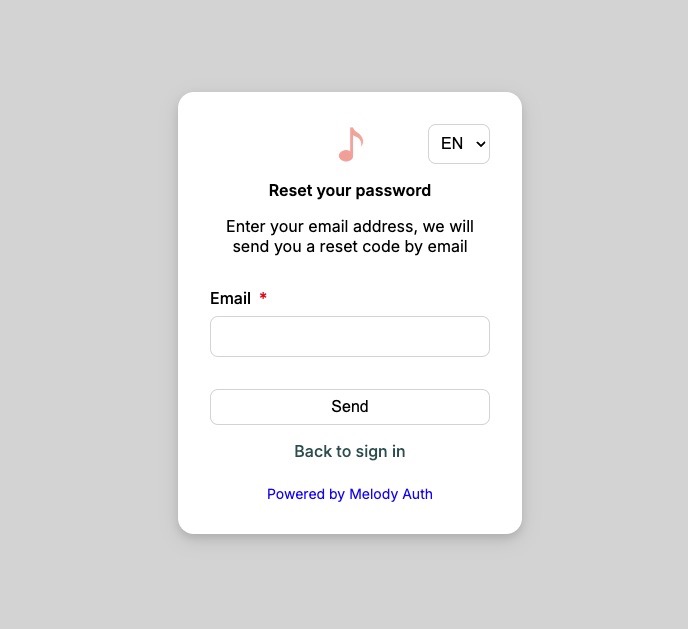 EN
Reset your password
Enter your email address, we will
send you a reset code by email
Email *
Send
Back to sign in
Powered by Melody Auth